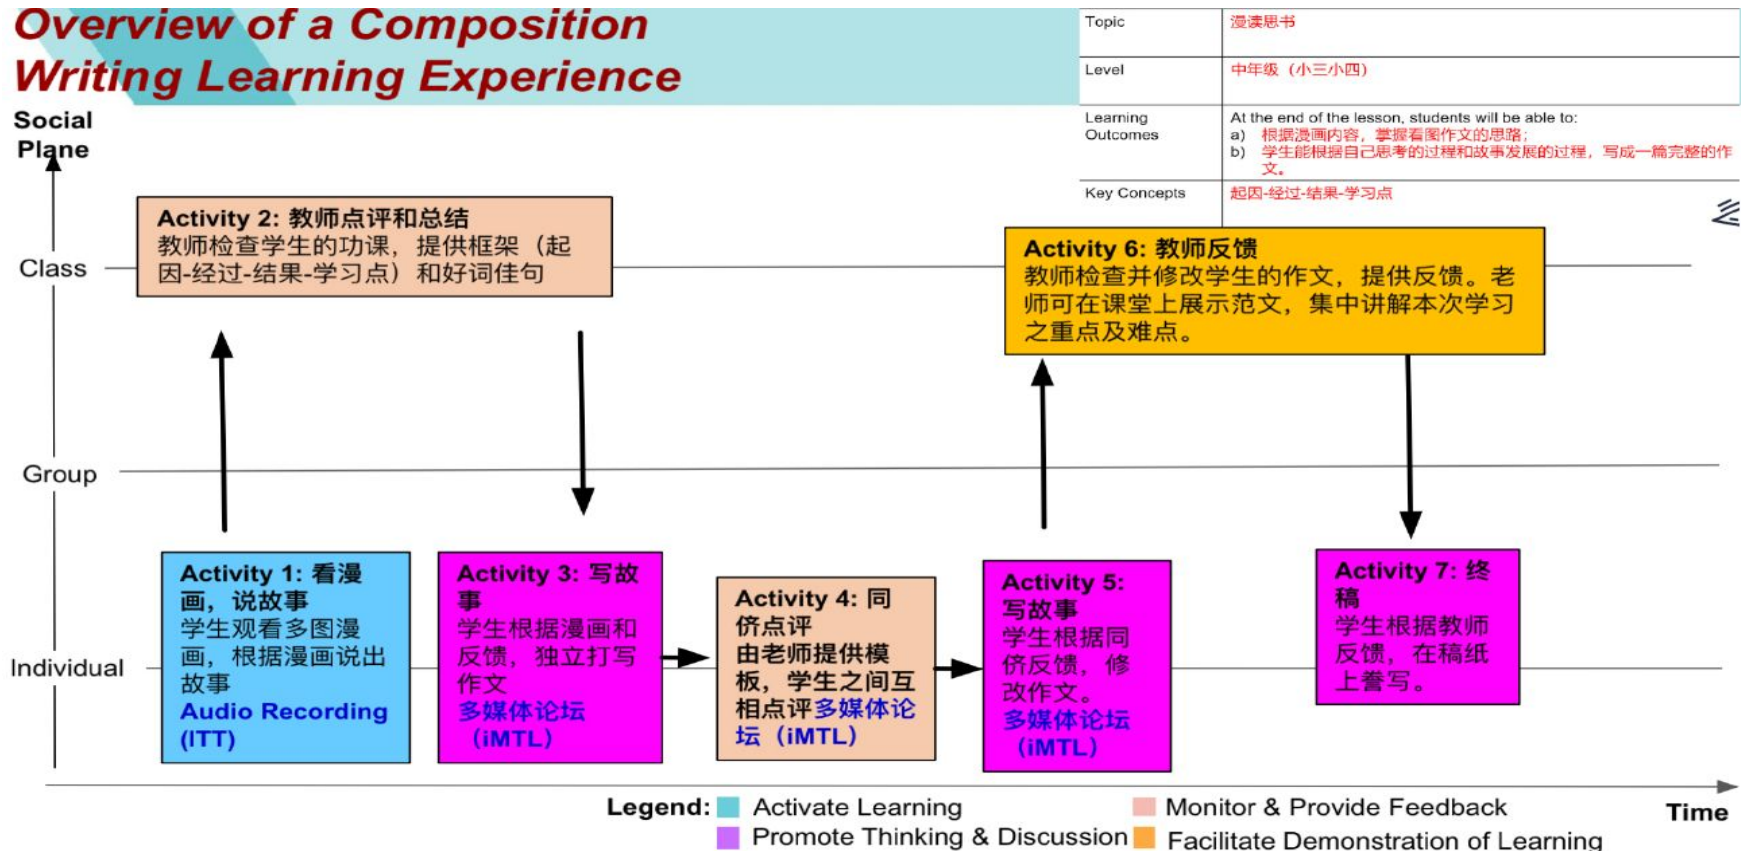 Overview of a Composition
Writing Learning Experience
Topic
漫读思书
Level
中年级（小三小四）
Learning
Outcomes
At the end of the lesson, students will be able to:
a) 根据漫画内容，掌握看图作文的思路；
b) 学生能根据自己思考的过程和故事发展的过程，写成一篇完整的作
文。
Key Concepts
起因-经过-结果-学习点
Social
Plane
Class
Group
Individual
Activity 2: 教师点评和总结
教师检查学生的功课，提供框架（起
因-经过-结果-学习点）和好词佳句
Activity 6: 教师反馈
教师检查并修改学生的作文，提供反馈。老
师可在课堂上展示范文，集中讲解本次学习
之重点及难点。
Activity 1: 看漫
画，说故事
学生观看多图漫
画，根据漫画说出
故事
Audio Recording
(ITT)
Activity 3: 写故
事
学生根据漫画和
反馈，独立打写
作文
多媒体论坛
（iMTL）
Activity 4: 同
侪点评
由老师提供模
板，学生之间互
相点评多媒体论
坛（iMTL）
Activity 5:
写故事
学生根据同
侪反馈，修
改作文。
多媒体论坛
（iMTL）
Activity 7: 终
稿
学生根据教师
反馈，在稿纸
上誊写。
Legend:
Activate Learning
Monitor & Provide Feedback
Promote Thinking & Discussion
Facilitate Demonstration of Learning
Time